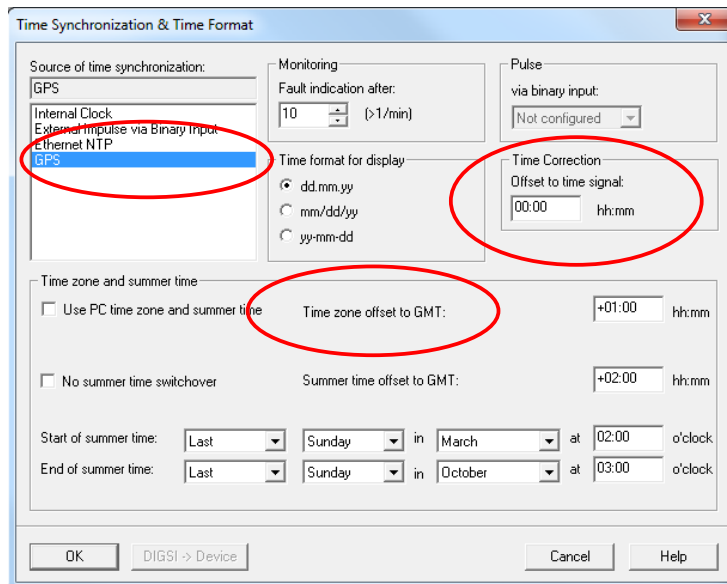 Time Synchronization & Time Format
Source of time synchronization:
GPS
Internal Clock
External Impulse via Binary Input
Ethernet NTP
GPS
Monitoring
Fault indication after:
10 (>1/min)
Pulse
via binary input:
Not configured
Time format for display
dd.mm.yy
mm/dd/yy
yy-mm-dd
Time Correction
Offset to time signal:
00:00 hh:mm
Time zone and summer time
Use PC time zone and summer time Time zone offset to GMT: +01:00 hh:mm
No summer time switchover Summer time offset to GMT: +02:00 hh:mm
Start of summer time: Last Sunday in March at 02:00 o'clock
End of summer time: Last Sunday in October at 03:00 o'clock
OK DIGSI -> Device Cancel Help